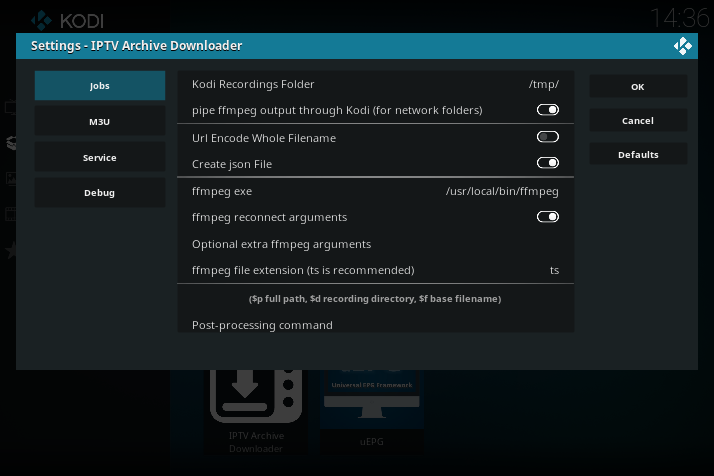 KODI
14:36
Settings - IPTV Archive Downloader
Jobs
M3U
Service
Debug
Kodi Recordings Folder /tmp/
pipe ffmpeg output through Kodi (for network folders)
Url Encode Whole Filename
Create json File
ffmpeg exe /usr/local/bin/ffmpeg
ffmpeg reconnect arguments
Optional extra ffmpeg arguments
ffmpeg file extension (ts is recommended) ts
($p full path, $d recording directory, $f base filename)
Post-processing command
OK
Cancel
Defaults
Universal EPG Framework
IPTV Archive
Downloader
uEPG